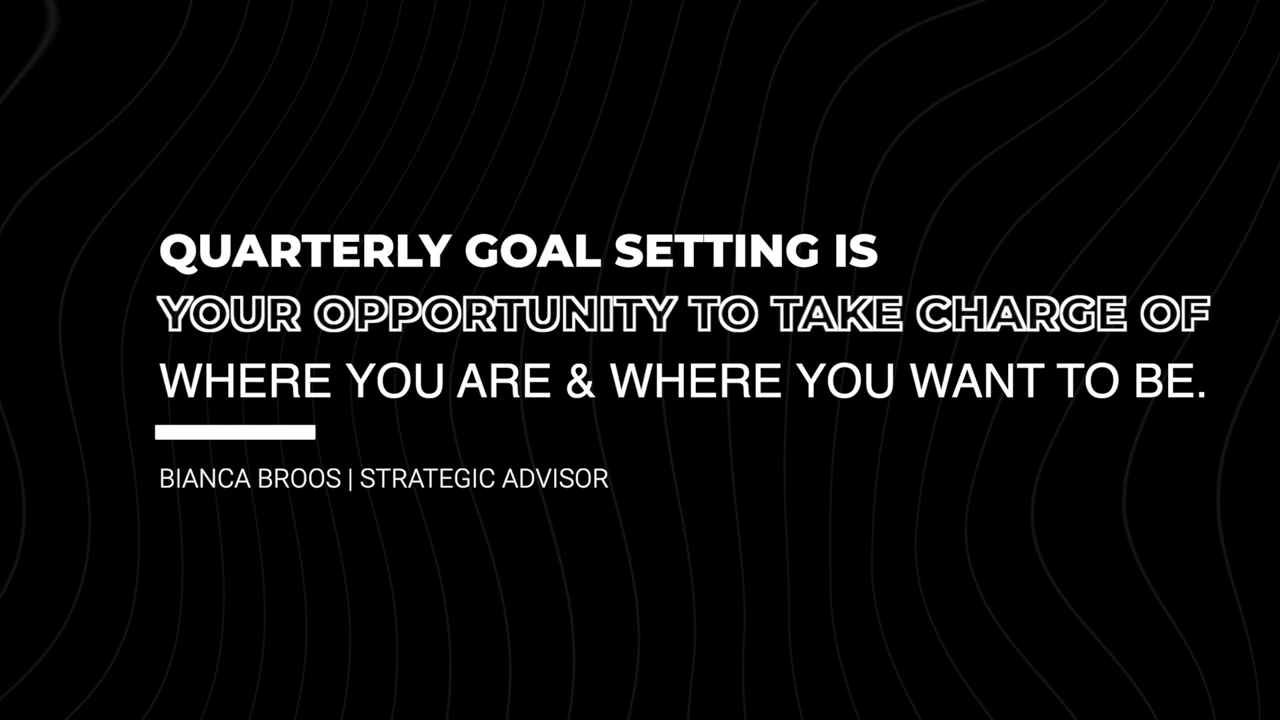 QUARTERLY GOAL SETTING IS
YOUR OPPORTUNITY TO TAKE CHARGE OF
WHERE YOU ARE & WHERE YOU WANT TO BE.
BIANCA BROOS | STRATEGIC ADVISOR